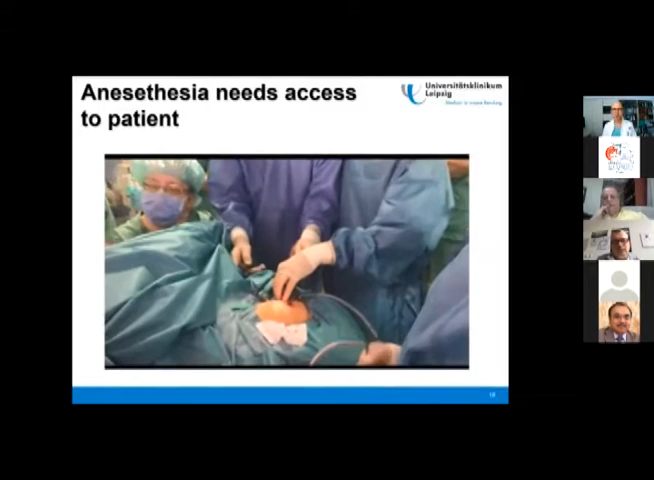 Anesethesia needs access
to patient
Universitätsklinikum
Leipzig